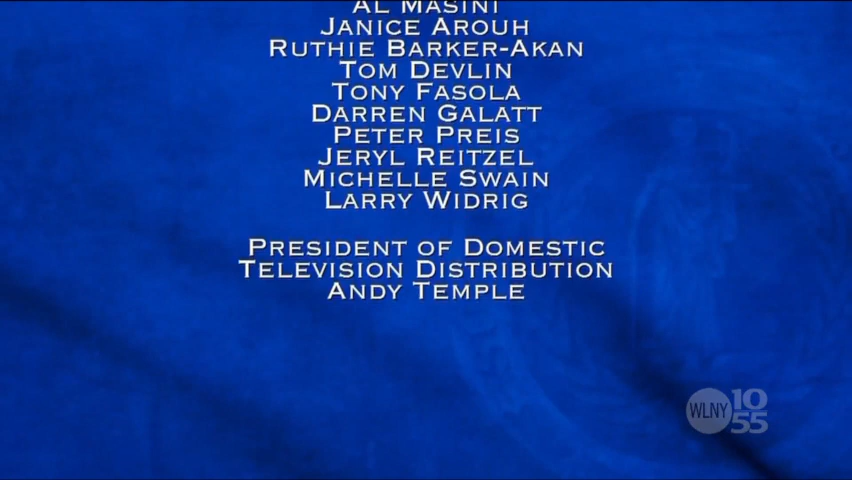 AL MASINI
JANICE AROUH
RUTHIE BARKER-AKAN
TOM DEVLIN
TONY FASOLA
DARREN GALATT
PETER PREIS
JERYL REITZEL
MICHELLE SWAIN
LARRY WIDRIG
PRESIDENT OF DOMESTIC
TELEVISION DISTRIBUTION
ANDY TEMPLE
WLNY 10
55